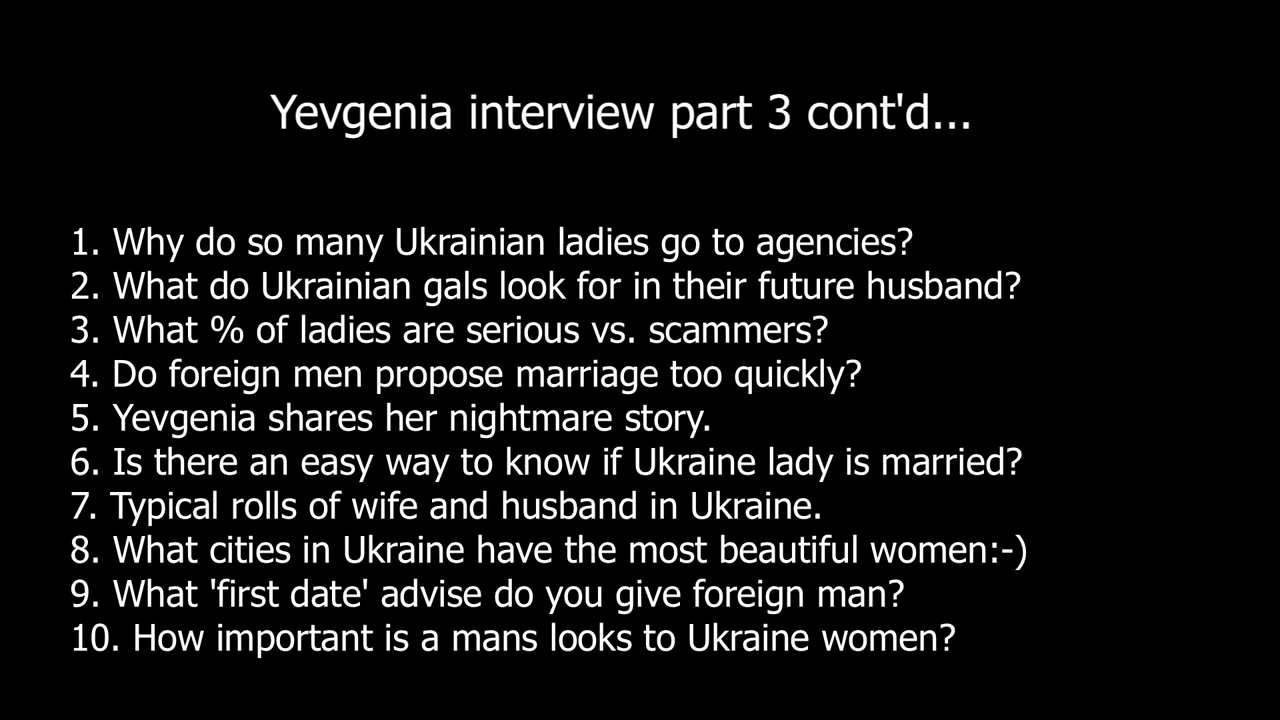 Yevgenia interview part 3 cont'd...
1. Why do so many Ukrainian ladies go to agencies?
2. What do Ukrainian gals look for in their future husband?
3. What % of ladies are serious vs. scammers?
4. Do foreign men propose marriage too quickly?
5. Yevgenia shares her nightmare story.
6. Is there an easy way to know if Ukraine lady is married?
7. Typical rolls of wife and husband in Ukraine.
8. What cities in Ukraine have the most beautiful women:-)
9. What 'first date' advise do you give foreign man?
10. How important is a mans looks to Ukraine women?